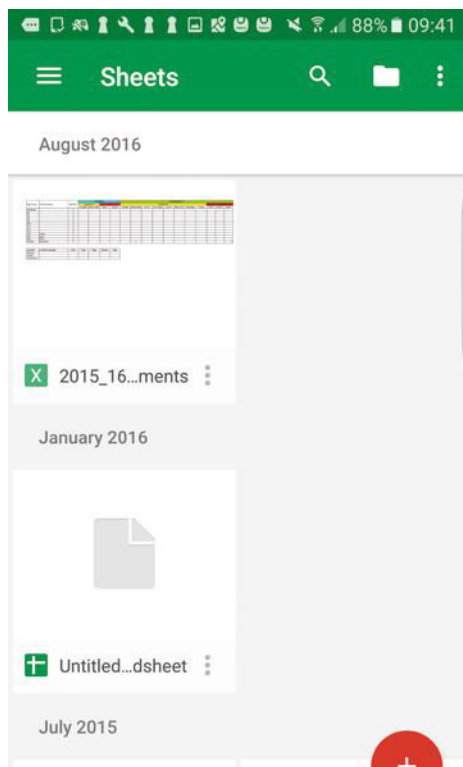 88% 09:41
Sheets
August 2016
X 2015_16...ments
January 2016
Untitled...dsheet
July 2015